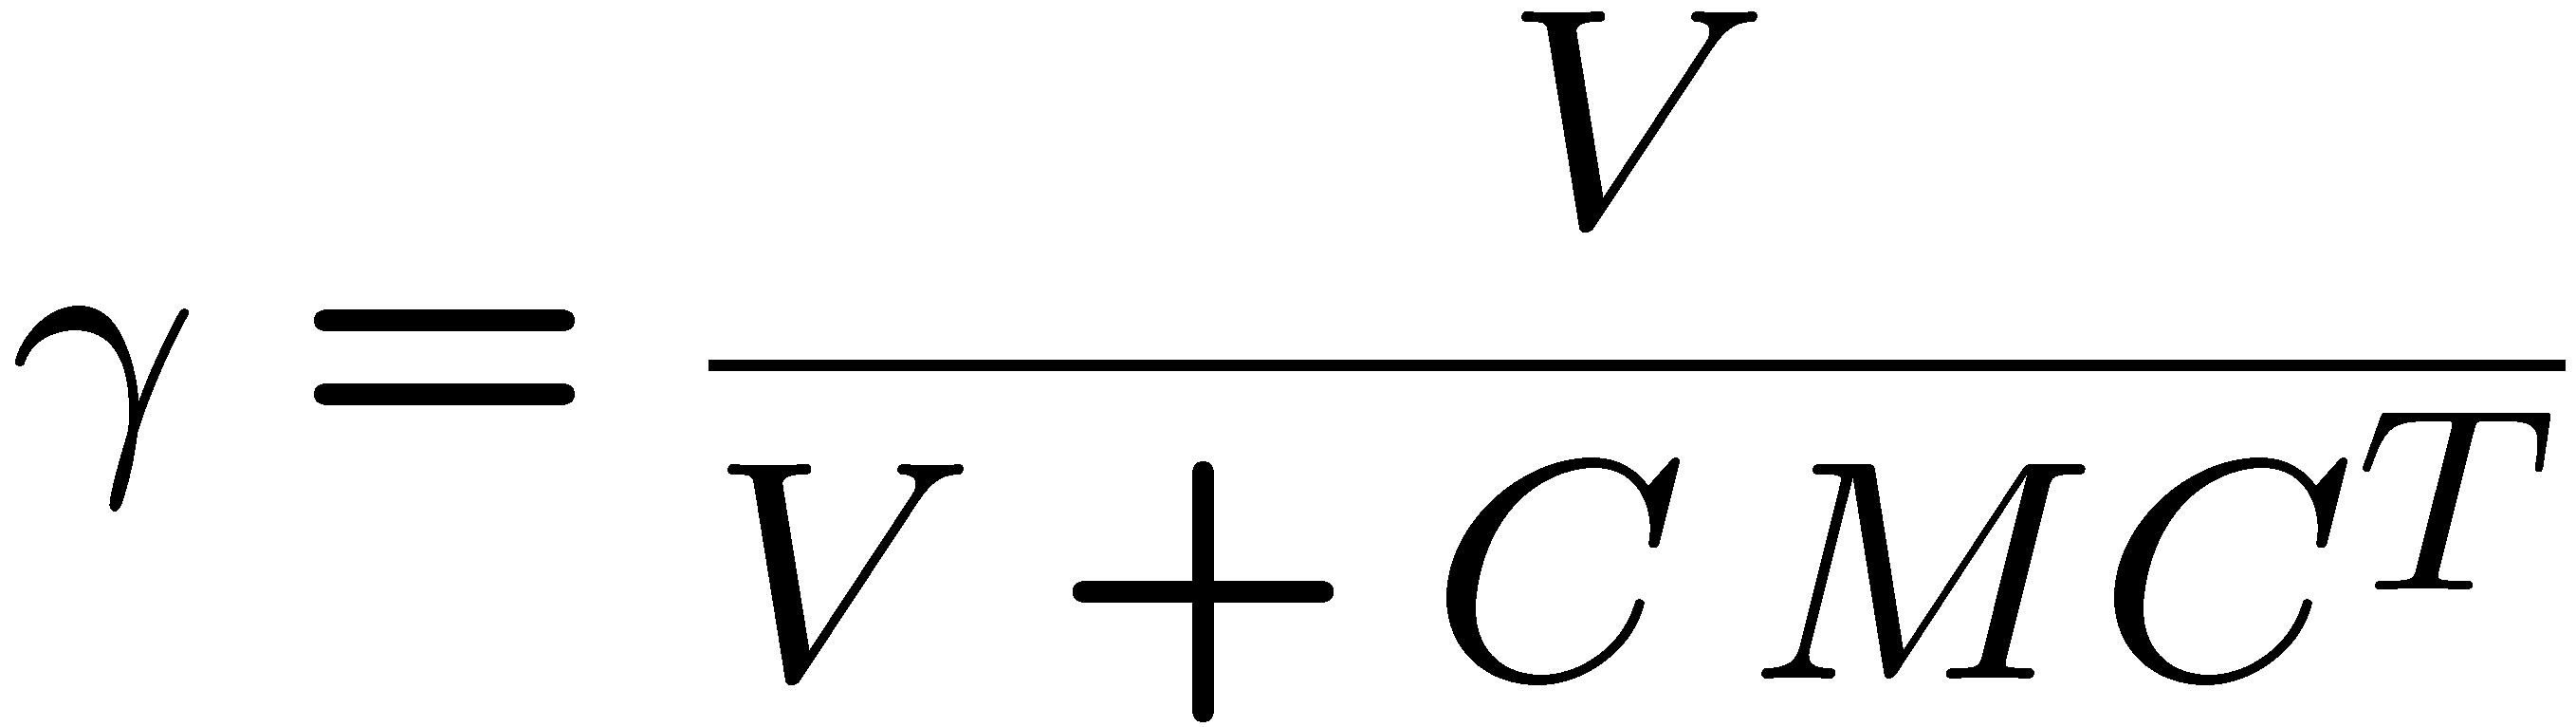 γ = V / (V + C M C^T)